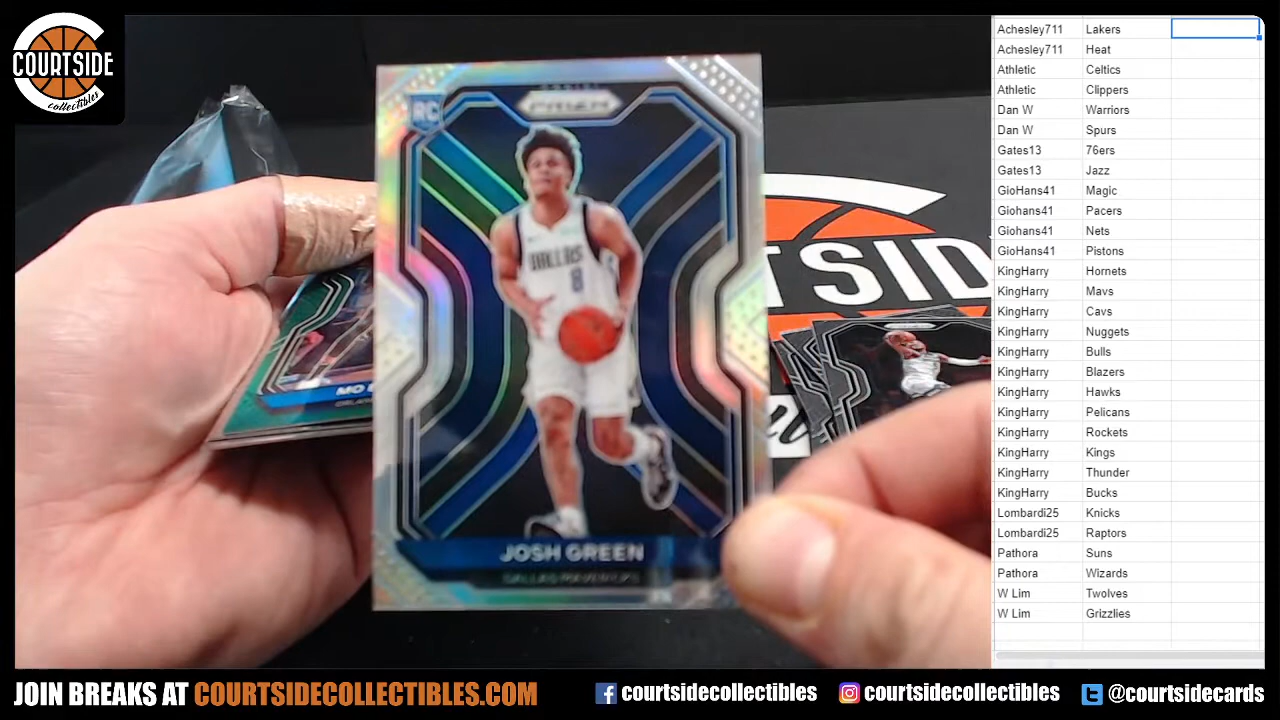 COURTSIDE
collectibles
RC
PRIZM
DALLAS
8
JOSH GREEN
DALLAS MAVERICKS
MO
Achesley711 Lakers
Achesley711 Heat
Athletic Celtics
Athletic Clippers
Dan W Warriors
Dan W Spurs
Gates13 76ers
Gates13 Jazz
GioHans41 Magic
Giohans41 Pacers
Giohans41 Nets
GioHans41 Pistons
KingHarry Hornets
KingHarry Mavs
KingHarry Cavs
KingHarry Nuggets
KingHarry Bulls
KingHarry Blazers
KingHarry Hawks
KingHarry Pelicans
KingHarry Rockets
KingHarry Kings
KingHarry Thunder
KingHarry Bucks
Lombardi25 Knicks
Lombardi25 Raptors
Pathora Suns
Pathora Wizards
W Lim Twolves
W Lim Grizzlies
JOIN BREAKS AT COURTSIDECOLLECTIBLES.COM
courtsidecollectibles
courtsidecollectibles
@courtsidecards